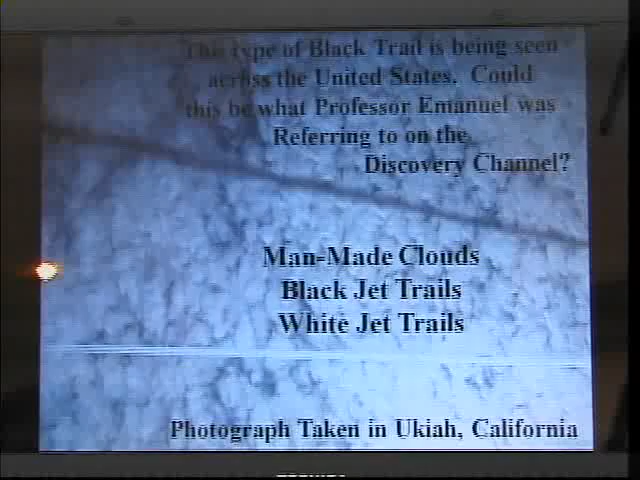 This type of Black Trail is being seen
across the United States. Could
this be what Professor Emanuel was
Referring to on the
Discovery Channel?
Man-Made Clouds
Black Jet Trails
White Jet Trails
Photograph Taken in Ukiah, California
TOSHIBA